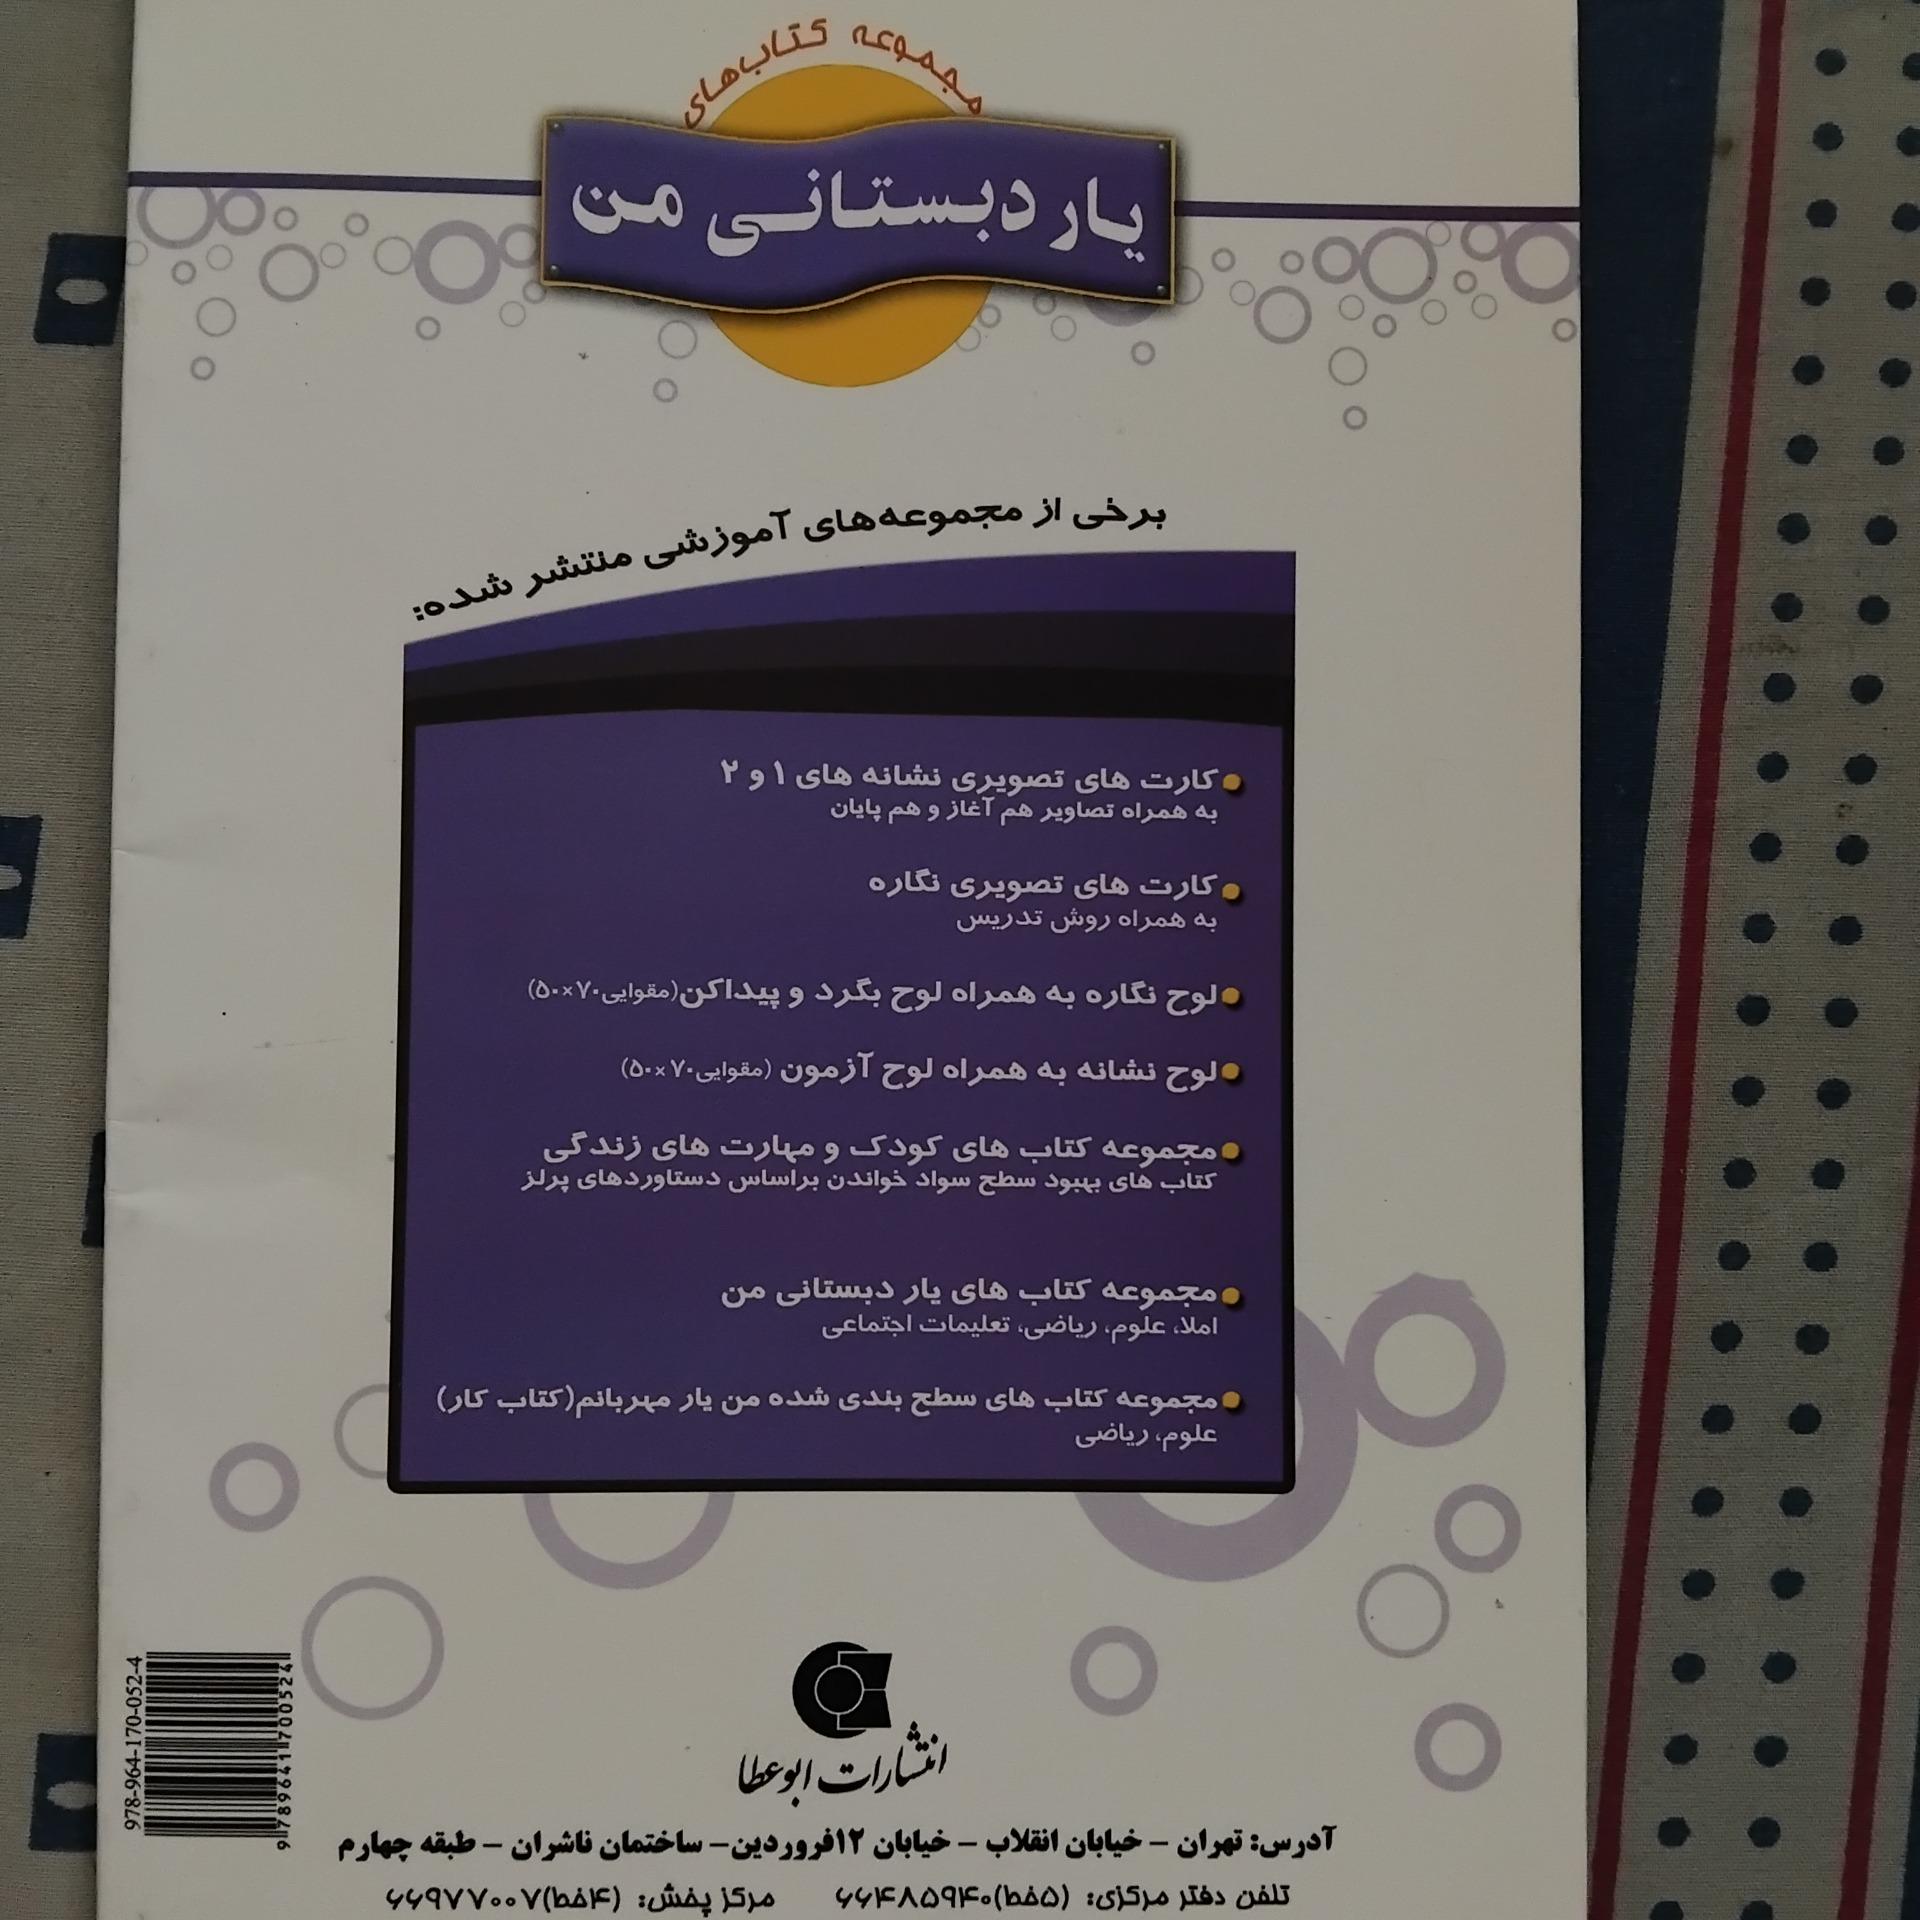 مجموعه کتاب‌های
یار دبستانی من
برخی از مجموعه‌های آموزشی منتشر شده:
کارت های تصویری نشانه های ۱ و ۲
به همراه تصاویر هم آغاز و هم پایان
کارت های تصویری نگاره
به همراه روش تدریس
لوح نگاره به همراه لوح بگرد و پیداکن(مقوایی۷۰×۵۰)
لوح نشانه به همراه لوح آزمون (مقوایی۷۰×۵۰)
مجموعه کتاب های کودک و مهارت های زندگی
کتاب های بهبود سطح سواد خواندن براساس دستاوردهای پرلز
مجموعه کتاب های یار دبستانی من
املا، علوم، ریاضی، تعلیمات اجتماعی
مجموعه کتاب های سطح بندی شده من یار مهربانم(کتاب کار)
علوم، ریاضی
978-964-170-052-4
9789641700524
انتشارات ابوعطا
آدرس: تهران – خیابان انقلاب – خیابان ۱۲فروردین– ساختمان ناشران – طبقه چهارم
تلفن دفتر مرکزی: (۵خط)۶۶۴۸۵۹۴۰ مرکز پخش: (۴خط)۶۶۹۷۷۰۰۷